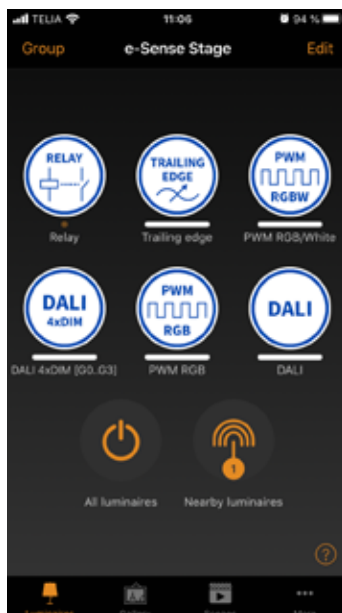 TELIA 11:06 94 %
Group e-Sense Stage Edit
RELAY
Relay
TRAILING
EDGE
Trailing edge
PWM
RGBW
PWM RGB/White
DALI
4xDIM
DALI 4xDIM [G0..G3]
PWM
RGB
PWM RGB
DALI
DALI
All luminaires
1
Nearby luminaires
?